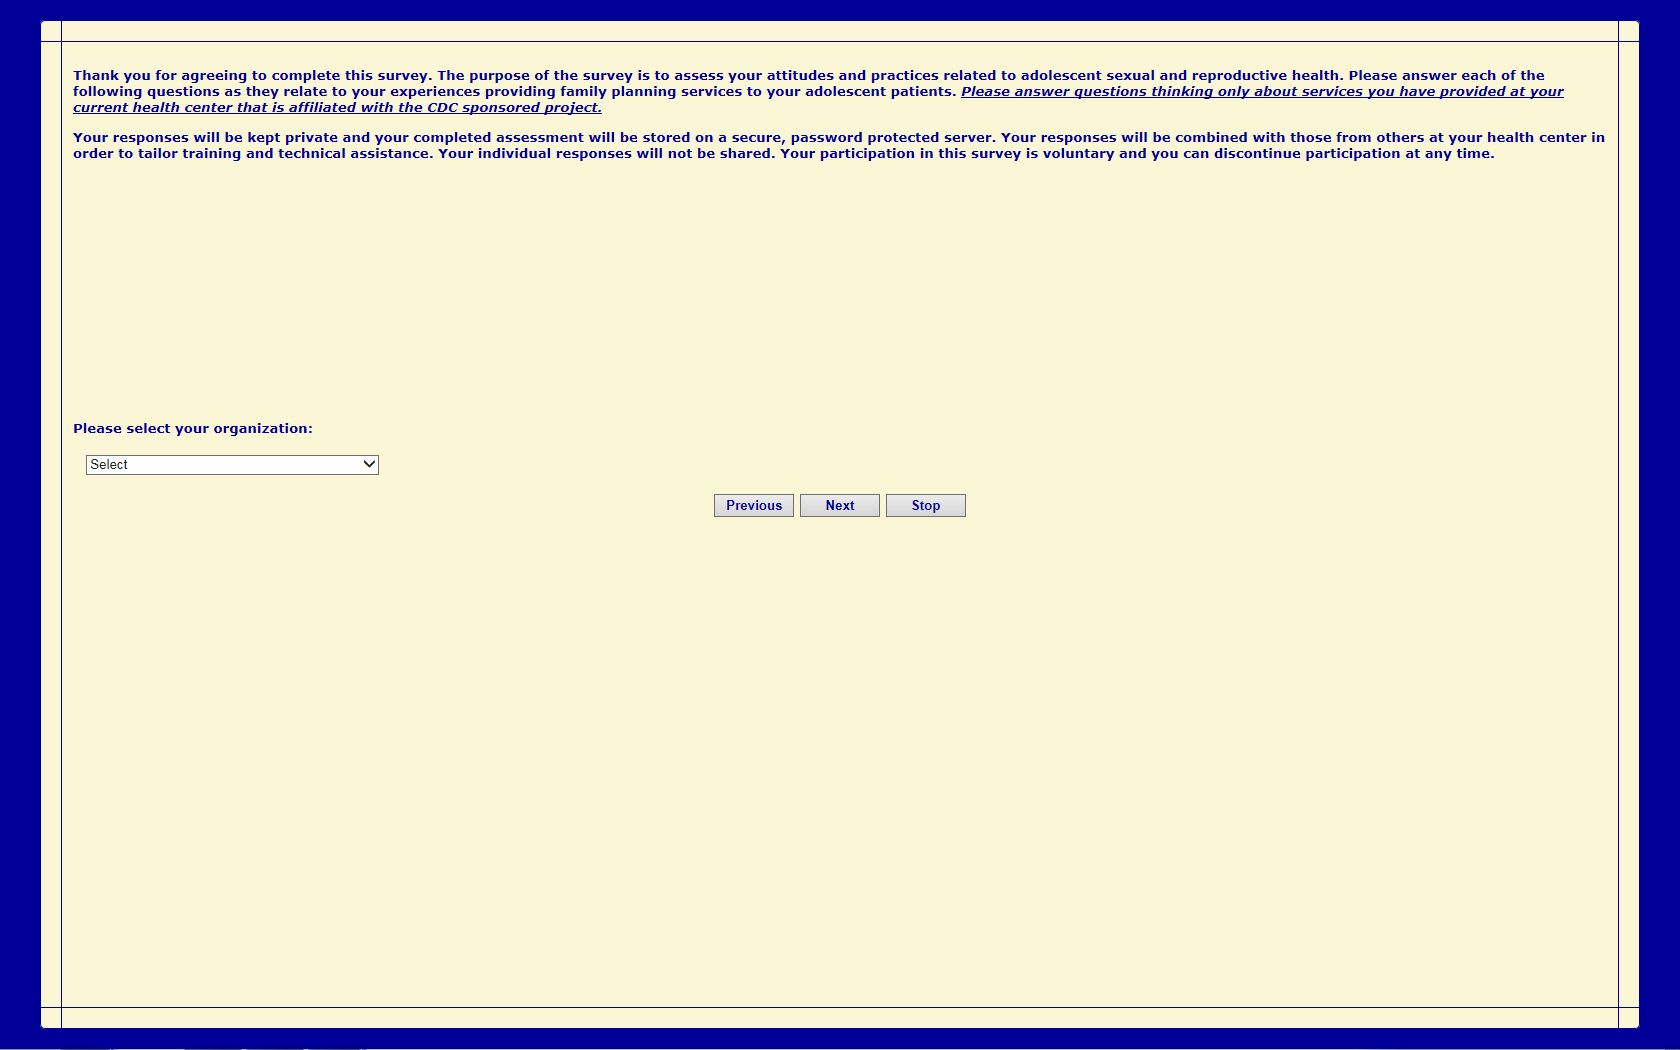 Thank you for agreeing to complete this survey. The purpose of the survey is to assess your attitudes and practices related to adolescent sexual and reproductive health. Please answer each of the
following questions as they relate to your experiences providing family planning services to your adolescent patients. Please answer questions thinking only about services you have provided at your
current health center that is affiliated with the CDC sponsored project.
Your responses will be kept private and your completed assessment will be stored on a secure, password protected server. Your responses will be combined with those from others at your health center in
order to tailor training and technical assistance. Your individual responses will not be shared. Your participation in this survey is voluntary and you can discontinue participation at any time.
Please select your organization:
Select
Previous Next Stop